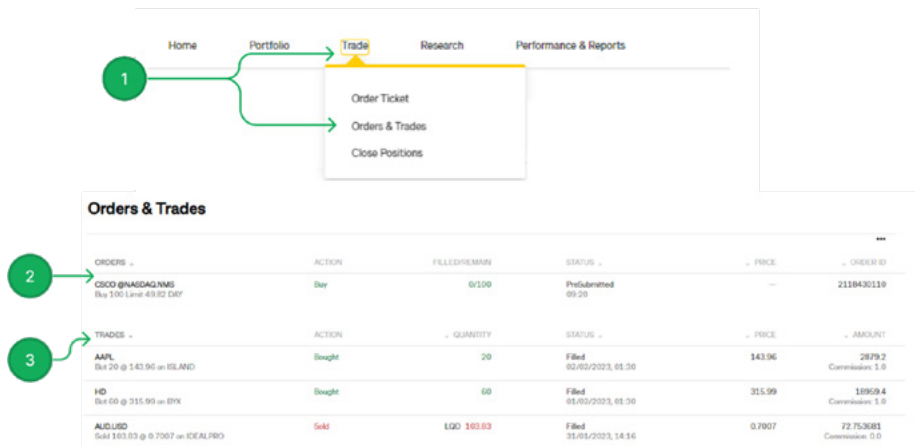 Home Portfolio Trade Research Performance & Reports
1
Order Ticket
Orders & Trades
Close Positions
Orders & Trades
ORDERS ACTION FILLED/REMAIN STATUS PRICE ORDER ID
2
CSCO @NASDAQ.NMS Buy 0/100 PreSubmitted — 2118430110
Buy 100 Limit 49.82 DAY 09:20
TRADES ACTION QUANTITY STATUS PRICE AMOUNT
3
AAPL Bought 20 Filled 143.96 2879.2
Bot 20 @ 143.96 on ISLAND 02/02/2023, 01:30 Commission: 1.0
HD Bought 60 Filled 315.99 18959.4
Bot 60 @ 315.99 on BYX 01/02/2023, 01:30 Commission: 1.0
AUD.USD Sold LQD 103.83 Filled 0.7007 72.753681
Sold 103.83 @ 0.7007 on IDEALPRO 31/01/2023, 14:16 Commission: 0.0